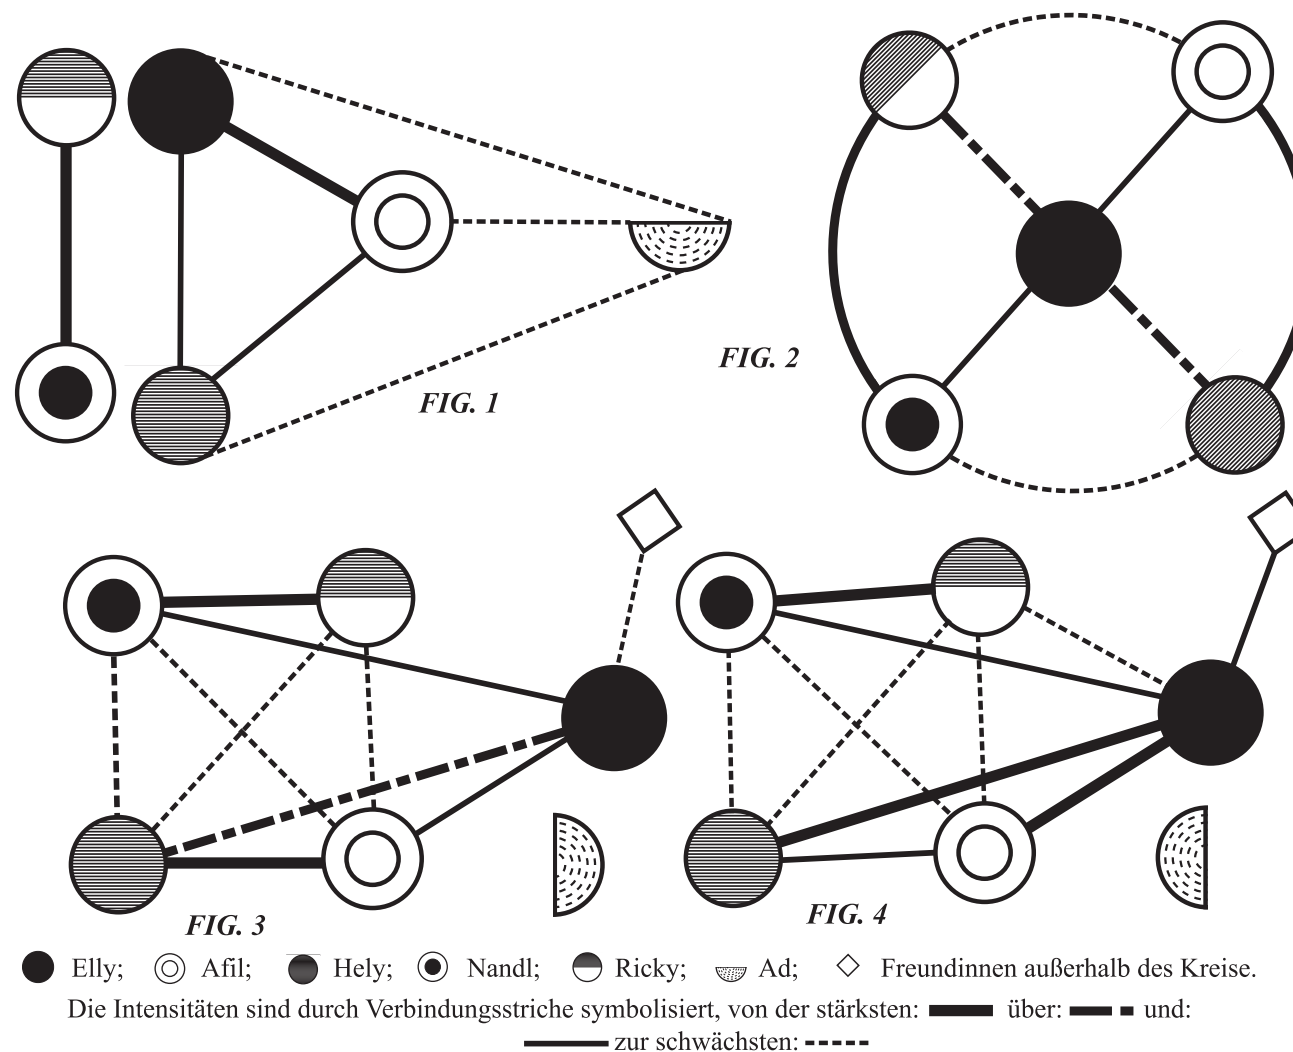 FIG. 2
FIG. 1
FIG. 3
FIG. 4
Elly; Afil; Hely; Nandl; Ricky; Ad; Freundinnen außerhalb des Kreise.
Die Intensitäten sind durch Verbindungsstriche symbolisiert, von der stärksten: über: und:
zur schwächsten: